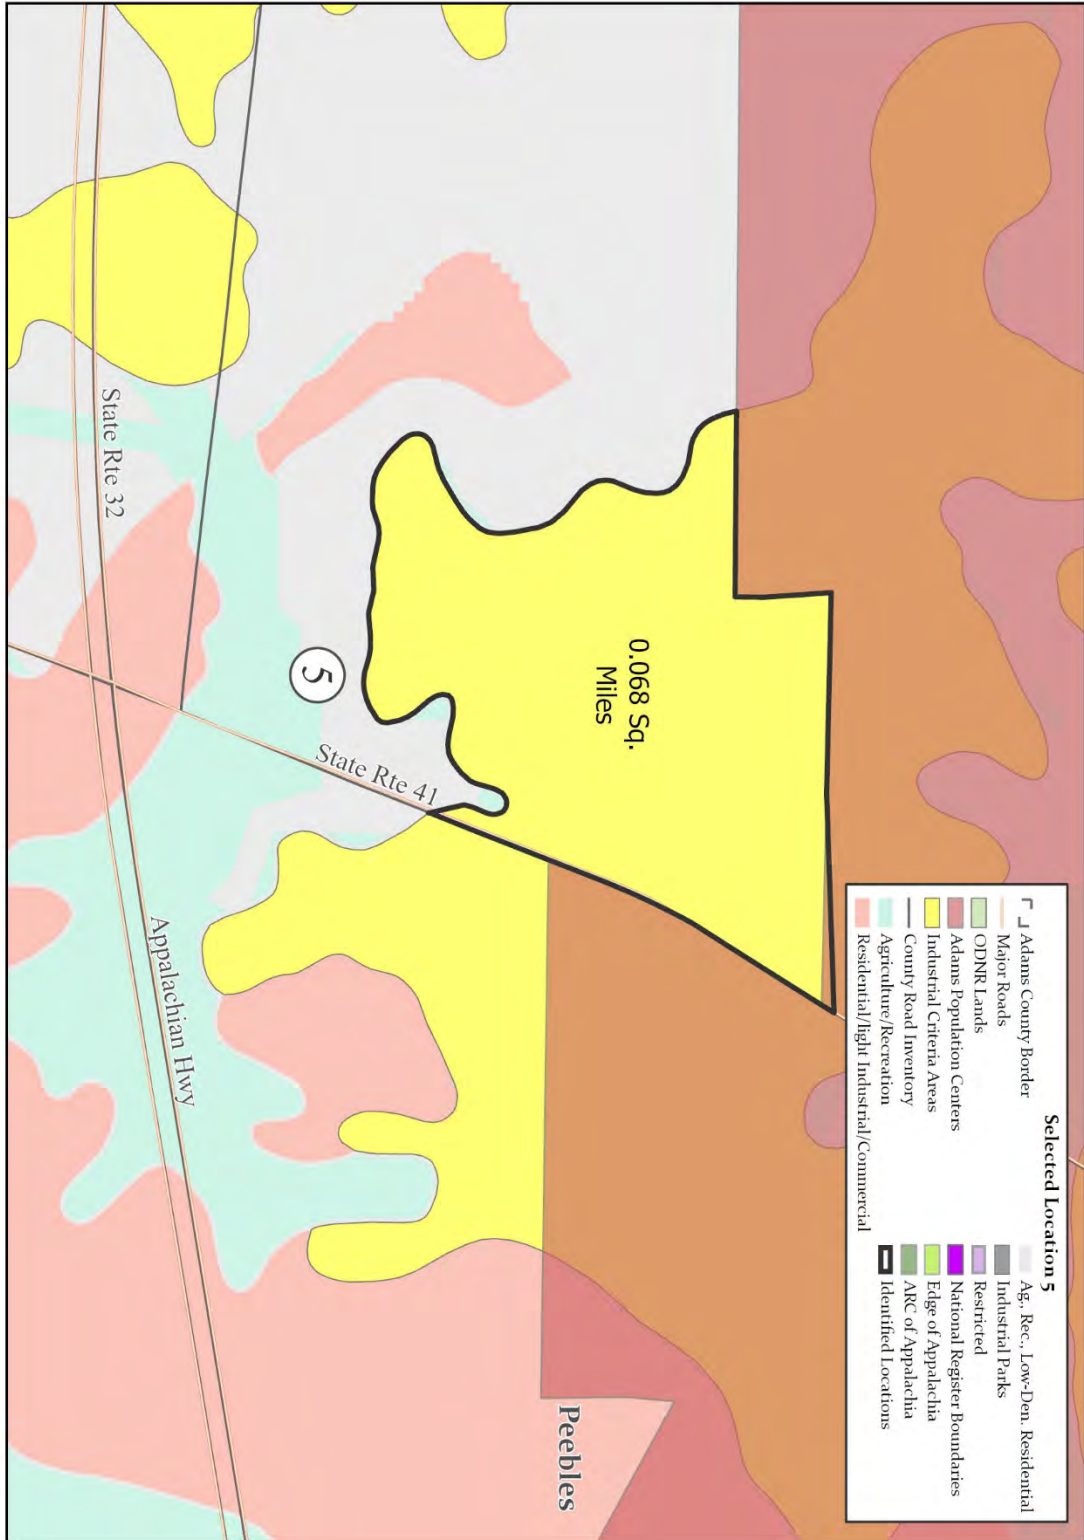 Selected Location 5
Adams County Border
Major Roads
ODNR Lands
Adams Population Centers
Industrial Criteria Areas
County Road Inventory
Agriculture/Recreation
Residential/light Industrial/Commercial
Ag., Rec., Low-Den. Residential
Industrial Parks
Restricted
National Register Boundaries
Edge of Appalachia
ARC of Appalachia
Identified Locations
0.068 Sq.
Miles
Peebles
State Rte 41
5
State Rte 32
Appalachian Hwy